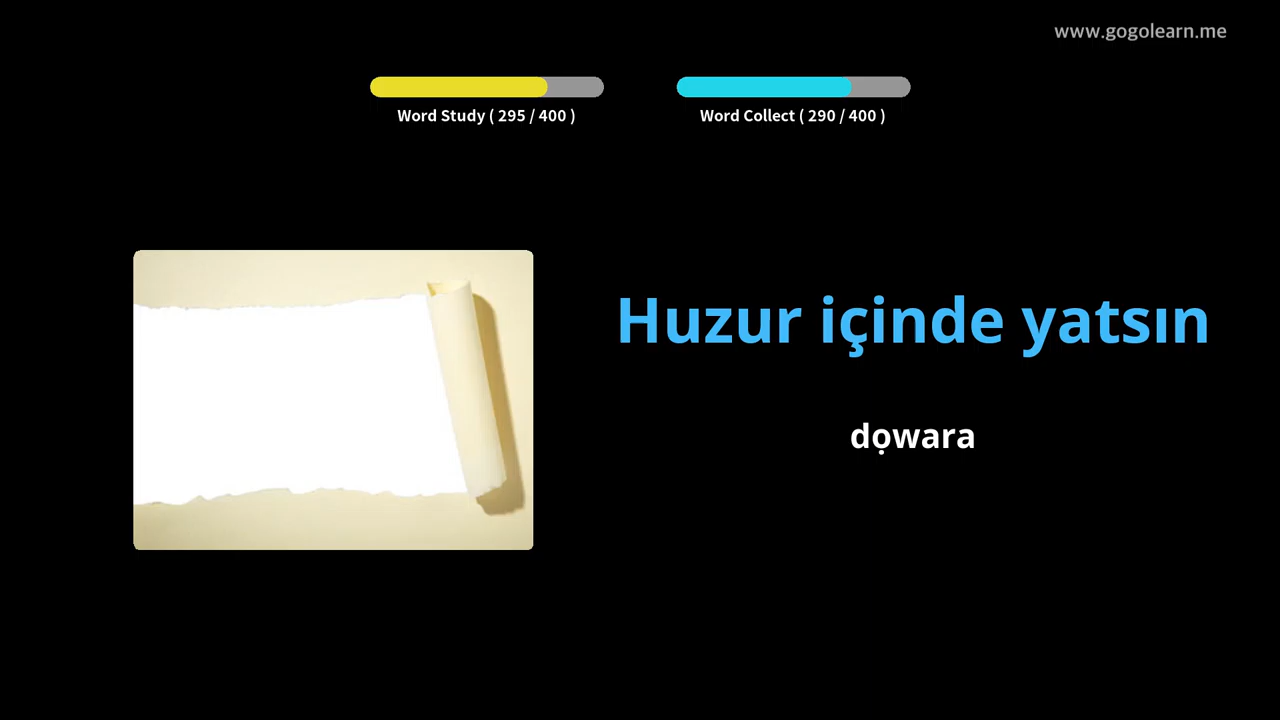 www.gogolearn.me
Word Study ( 295 / 400 )
Word Collect ( 290 / 400 )
Huzur içinde yatsın
dọwara